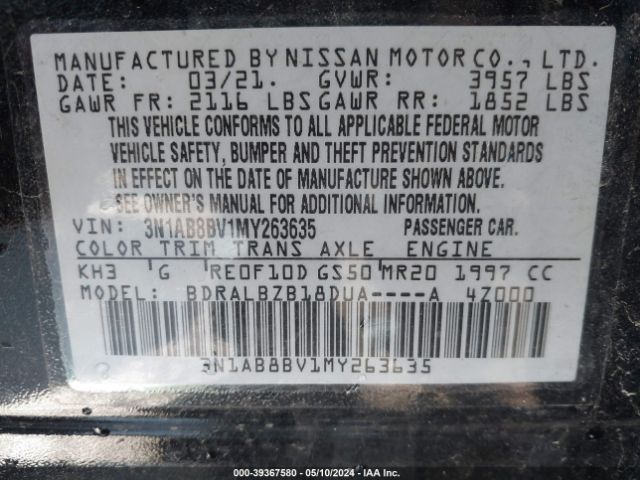 MANUFACTURED BY NISSAN MOTOR CO., LTD.
DATE: 03/21. GVWR: 3957 LBS
GAWR FR: 2116 LBS GAWR RR: 1852 LBS
THIS VEHICLE CONFORMS TO ALL APPLICABLE FEDERAL MOTOR
VEHICLE SAFETY, BUMPER AND THEFT PREVENTION STANDARDS
IN EFFECT ON THE DATE OF MANUFACTURE SHOWN ABOVE.
SEE OWNER'S MANUAL FOR ADDITIONAL INFORMATION.
VIN: 3N1AB8BV1MY263635 PASSENGER CAR.
COLOR TRIM TRANS AXLE ENGINE
KH3 G RE0F10D GS50 MR20 1997 CC
MODEL: BDRALBZB18DUA----A 4Z000
3N1AB8BV1MY263635
000-39367580 - 05/10/2024 - IAA Inc.